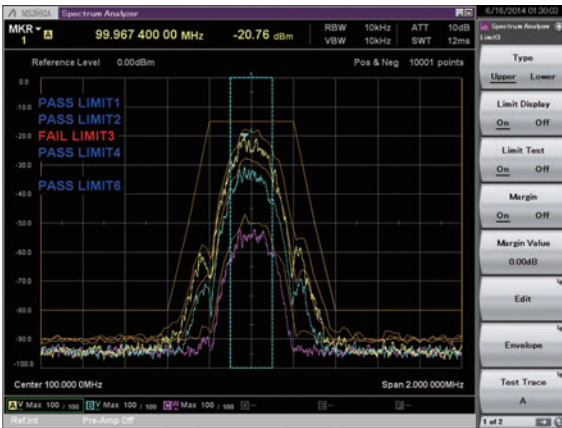 MS2692A Spectrum Analyzer
6/16/2014 01:30:03
MKR 1 A 99.967 400 00 MHz -20.76 dBm
RBW 10kHz ATT 10dB
VBW 10kHz SWT 12ms
Reference Level 0.00dBm Pos & Neg 10001 points
0.0
-10.0
-20.0
-40.0
-50.0
-60.0
-70.0
-80.0
-90.0
-100.0
PASS LIMIT1
PASS LIMIT2
FAIL LIMIT3
PASS LIMIT4
PASS LIMIT6
Center 100.000 0MHz Span 2.000 000MHz
A V Max 100 / 100 B V Max 100 / 100 C W Max 100 / 100
Ref.Int Pre-Amp Off
Spectrum Analyzer
Limit3
Type
Upper Lower
Limit Display
On Off
Limit Test
On Off
Margin
On Off
Margin Value
0.00dB
Edit
Envelope
Test Trace
A
1 of 2